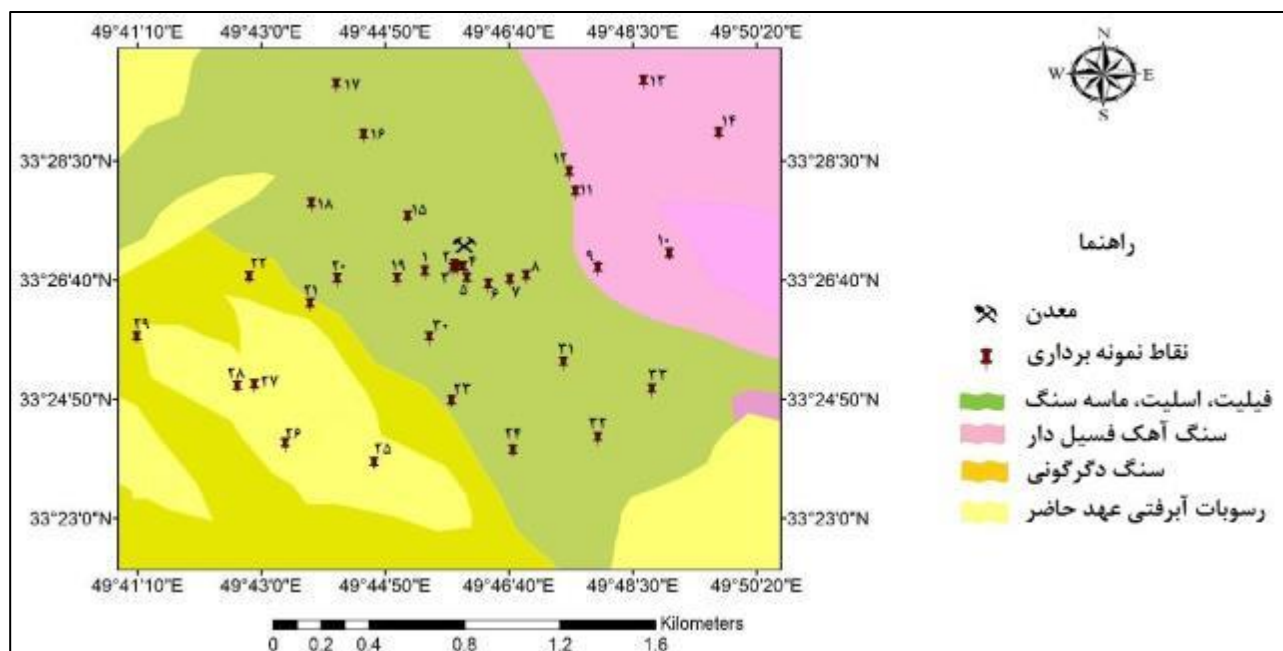 49°41'10"E 49°43'0"E 49°44'50"E 49°46'40"E 49°48'30"E 49°50'20"E
N
W E
S
۱۷
۱۳
۱۴
۱۶
33°28'30"N 33°28'30"N
۱۲
۱۱
۱۸
۱۵
راهنما
۱۰
۲۲ ۲۰ ۱۹ ۱ ۲ ۴ ۸ ۹
33°26'40"N 33°26'40"N
۳ ۵ ۶ ۷
۲۱
معدن
۲۹ ۳۰
نقاط نمونه برداری
۳۱
۲۸ ۲۷ ۳۳
33°24'50"N 33°24'50"N
فیلیت، اسلیت، ماسه سنگ
۲۳
سنگ آهک فسیل دار
۲۶ ۲۴ ۳۲
۲۵
سنگ دگرگونی
رسوبات آبرفتی عهد حاضر
33°23'0"N 33°23'0"N
49°41'10"E 49°43'0"E 49°44'50"E 49°46'40"E 49°48'30"E 49°50'20"E
Kilometers
0 0.2 0.4 0.8 1.2 1.6